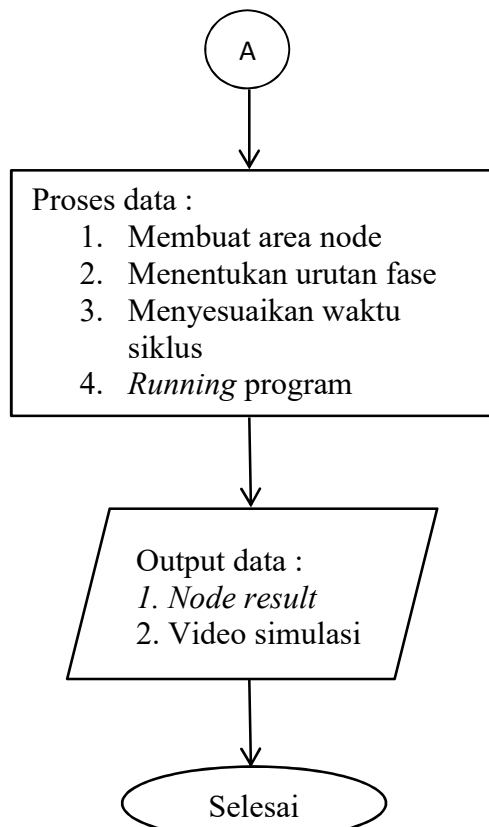 A
Proses data :
1. Membuat area node
2. Menentukan urutan fase
3. Menyesuaikan waktu
siklus
4. Running program
Output data :
1. Node result
2. Video simulasi
Selesai